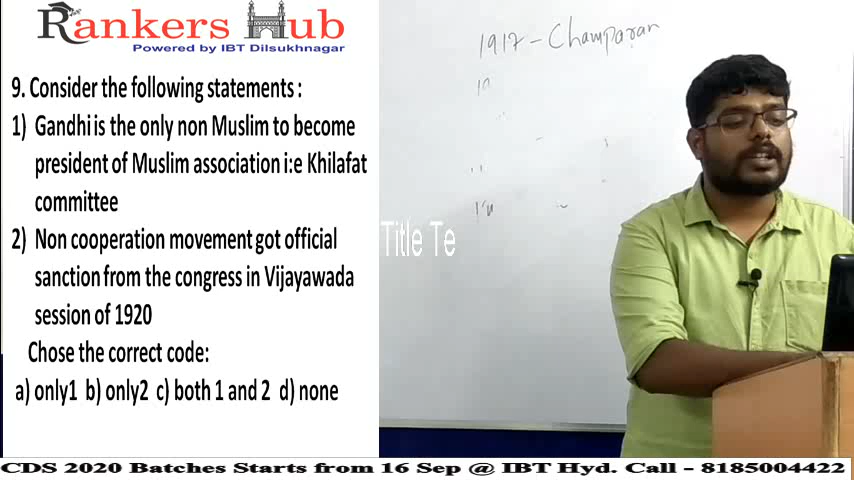 Rankers Hub
Powered by IBT Dilsukhnagar
9. Consider the following statements :
1) Gandhi is the only non Muslim to become
president of Muslim association i:e Khilafat
committee
2) Non cooperation movement got official
sanction from the congress in Vijayawada
session of 1920
Chose the correct code:
a) only1 b) only2 c) both 1 and 2 d) none
1917 - Champaran
Title Te
CDS 2020 Batches Starts from 16 Sep @ IBT Hyd. Call - 8185004422